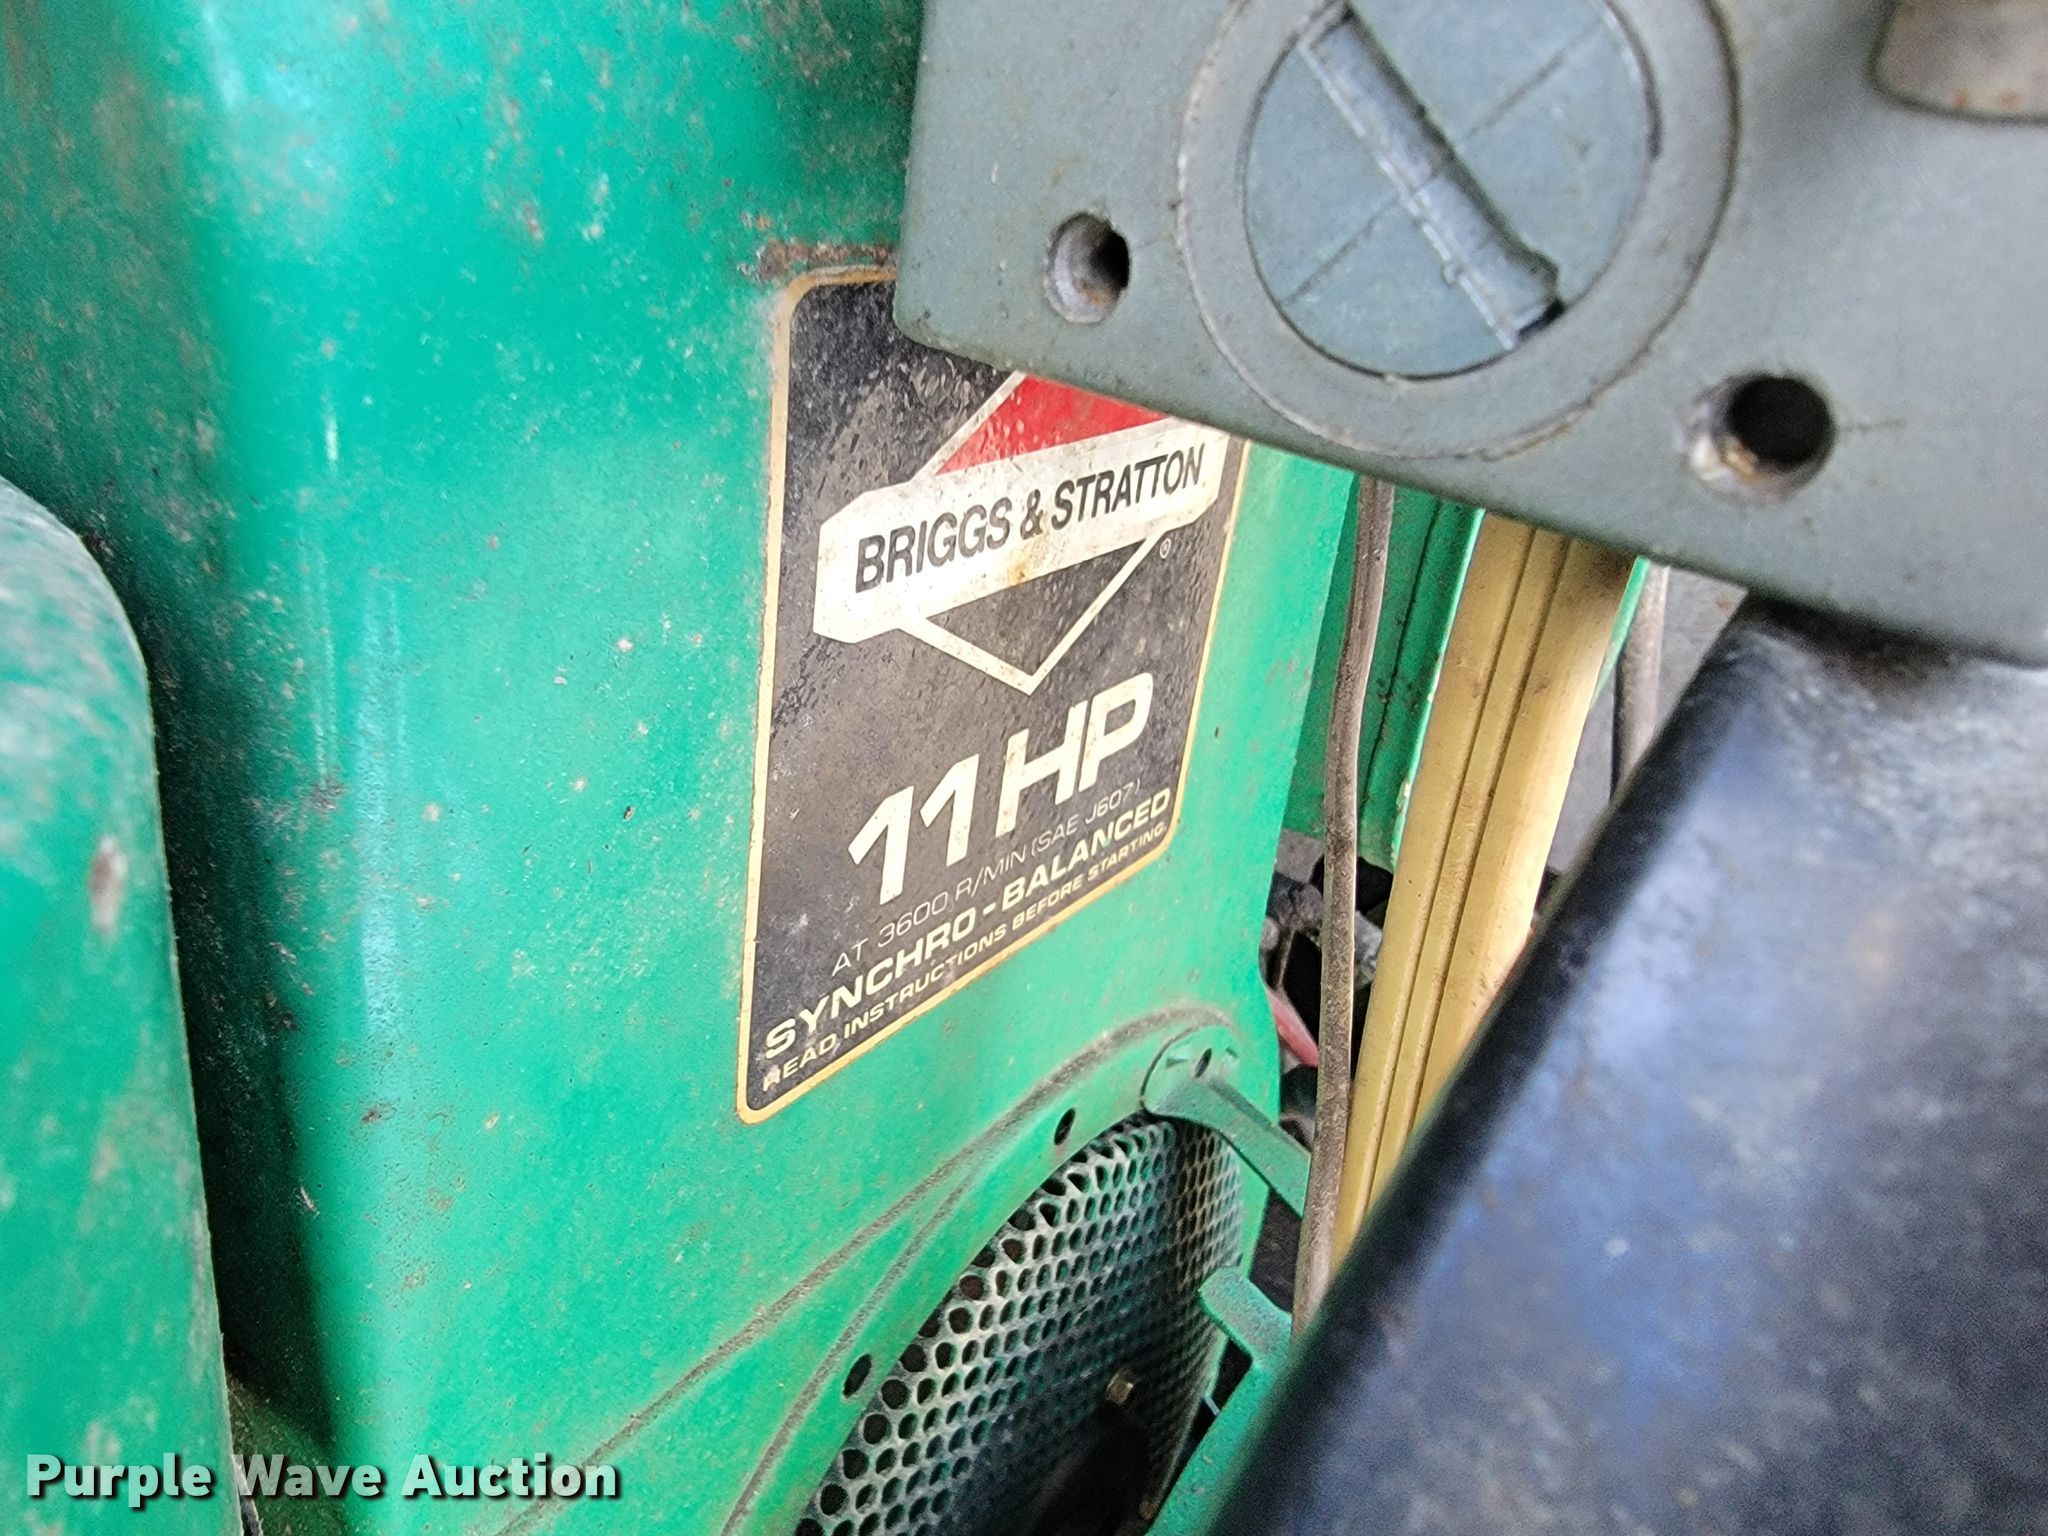 BRIGGS & STRATTON
®
11 HP
AT 3600 R/MIN (SAE J607)
SYNCHRO-BALANCED
READ INSTRUCTIONS BEFORE STARTING.
Purple Wave Auction